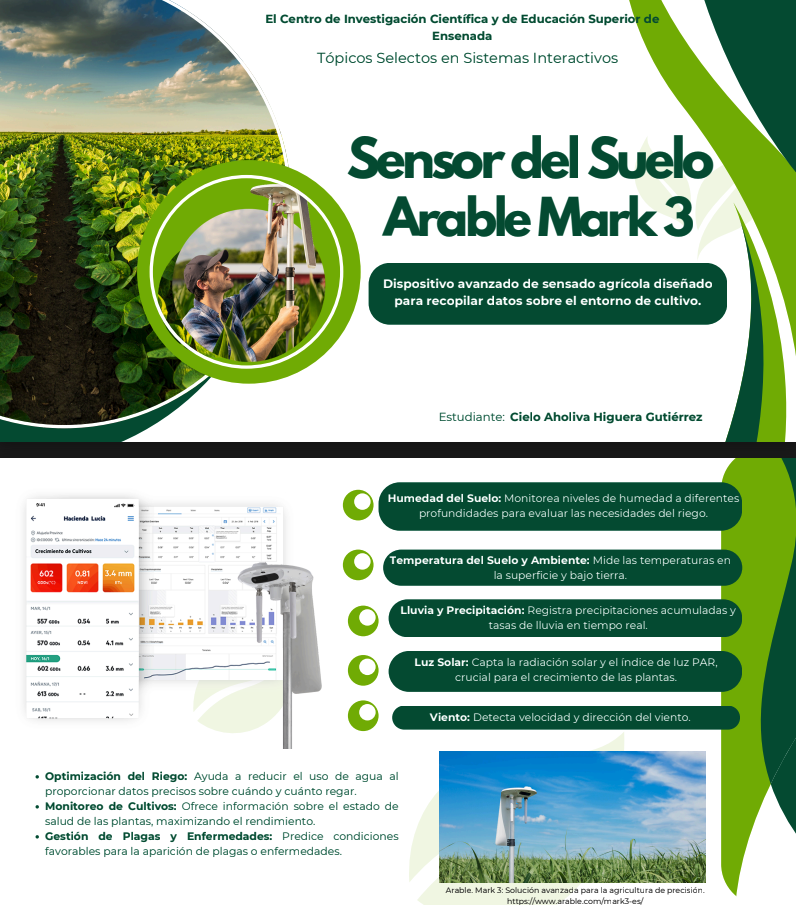 El Centro de Investigación Científica y de Educación Superior de
Ensenada
Tópicos Selectos en Sistemas Interactivos
Sensor del Suelo
Arable Mark 3
Dispositivo avanzado de sensado agrícola diseñado
para recopilar datos sobre el entorno de cultivo.
Estudiante: Cielo Aholiva Higuera Gutiérrez
9:41
Hacienda Lucia
Crecimiento de Cultivos
602
0.81
3.4 mm
GDDs
NDVI
ETc
MAR, 14/1
557 GDDs 0.54 5 mm
AYER, 15/1
570 GDDs 0.54 4.1 mm
HOY, 16/1
602 GDDs 0.66 3.6 mm
MAÑANA, 17/1
613 GDDs -- 2.2 mm
SAB, 18/1
Humedad del Suelo: Monitorea niveles de humedad a diferentes
profundidades para evaluar las necesidades del riego.
Temperatura del Suelo y Ambiente: Mide las temperaturas en
la superficie y bajo tierra.
Lluvia y Precipitación: Registra precipitaciones acumuladas y
tasas de lluvia en tiempo real.
Luz Solar: Capta la radiación solar y el índice de luz PAR,
crucial para el crecimiento de las plantas.
Viento: Detecta velocidad y dirección del viento.
• Optimización del Riego: Ayuda a reducir el uso de agua al
proporcionar datos precisos sobre cuándo y cuánto regar.
• Monitoreo de Cultivos: Ofrece información sobre el estado de
salud de las plantas, maximizando el rendimiento.
• Gestión de Plagas y Enfermedades: Predice condiciones
favorables para la aparición de plagas o enfermedades.
Arable. Mark 3: Solución avanzada para la agricultura de precisión.
https://www.arable.com/mark3-es/